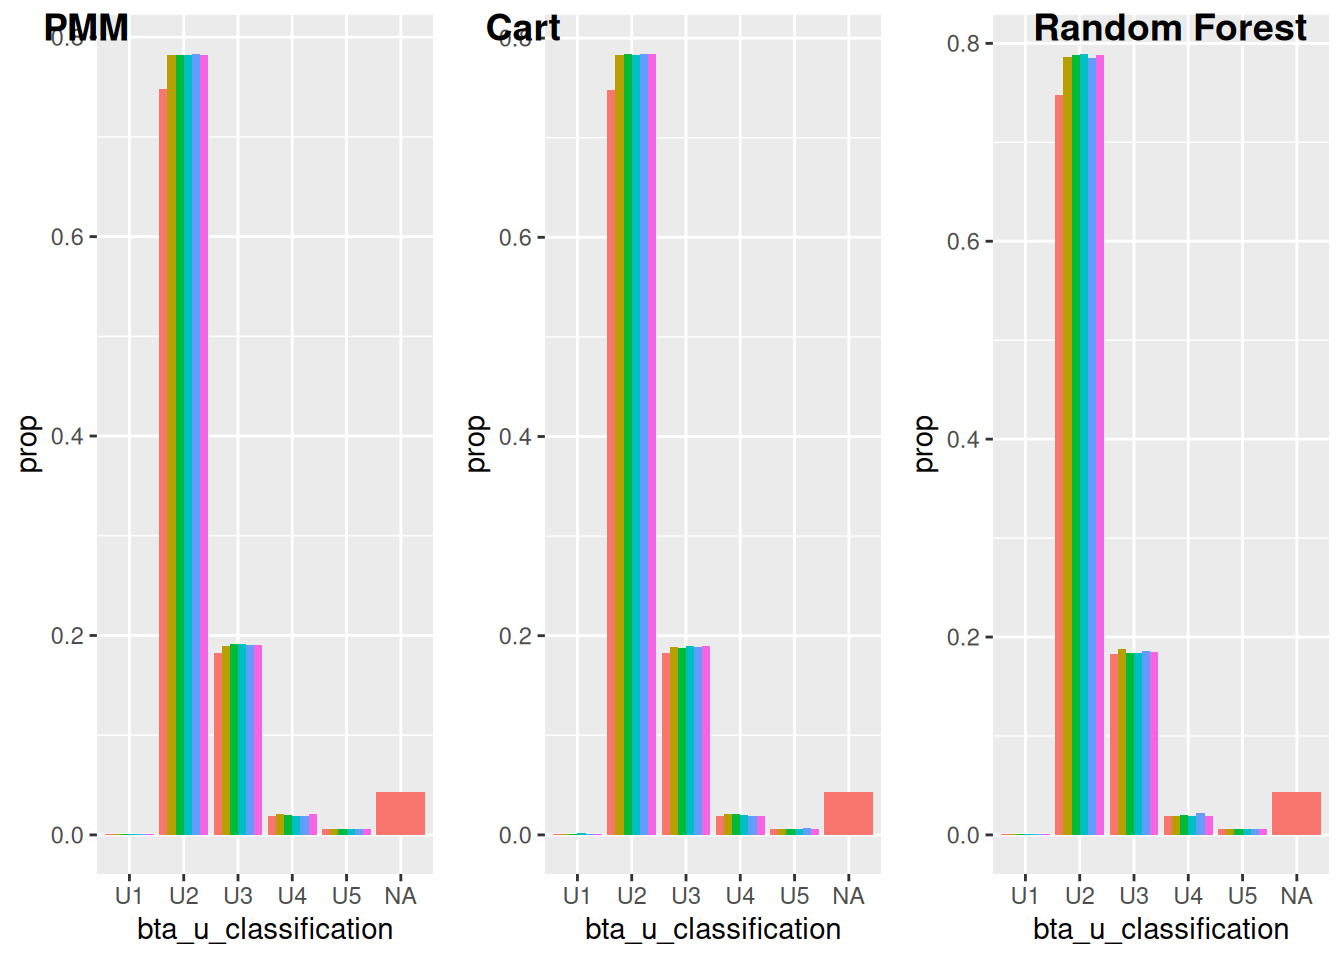 PMM
Cart
Random Forest
prop
0.8
0.6
0.4
0.2
0.0
U1 U2 U3 U4 U5 NA
bta_u_classification
prop
0.8
0.6
0.4
0.2
0.0
U1 U2 U3 U4 U5 NA
bta_u_classification
prop
0.8
0.6
0.4
0.2
0.0
U1 U2 U3 U4 U5 NA
bta_u_classification